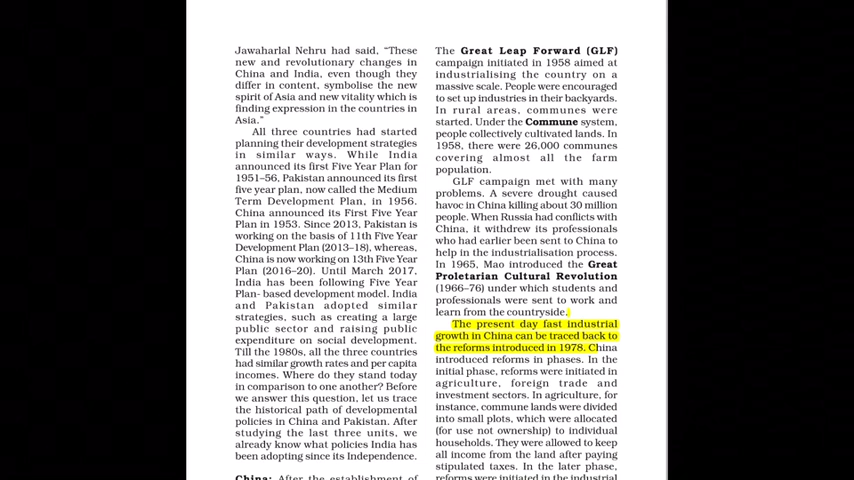 Jawaharlal Nehru had said, “These
new and revolutionary changes in
China and India, even though they
differ in content, symbolise the new
spirit of Asia and new vitality which is
finding expression in the countries in
Asia.”
All three countries had started
planning their development strategies
in similar ways. While India
announced its first Five Year Plan for
1951–56, Pakistan announced its first
five year plan, now called the Medium
Term Development Plan, in 1956.
China announced its First Five Year
Plan in 1953. Since 2013, Pakistan is
working on the basis of 11th Five Year
Development Plan (2013–18), whereas,
China is now working on 13th Five Year
Plan (2016–20). Until March 2017,
India has been following Five Year
Plan- based development model. India
and Pakistan adopted similar
strategies, such as creating a large
public sector and raising public
expenditure on social development.
Till the 1980s, all the three countries
had similar growth rates and per capita
incomes. Where do they stand today
in comparison to one another? Before
we answer this question, let us trace
the historical path of developmental
policies in China and Pakistan. After
studying the last three units, we
already know what policies India has
been adopting since its Independence.
China: After the establishment of
The Great Leap Forward (GLF)
campaign initiated in 1958 aimed at
industrialising the country on a
massive scale. People were encouraged
to set up industries in their backyards.
In rural areas, communes were
started. Under the Commune system,
people collectively cultivated lands. In
1958, there were 26,000 communes
covering almost all the farm
population.
GLF campaign met with many
problems. A severe drought caused
havoc in China killing about 30 million
people. When Russia had conflicts with
China, it withdrew its professionals
who had earlier been sent to China to
help in the industrialisation process.
In 1965, Mao introduced the Great
Proletarian Cultural Revolution
(1966–76) under which students and
professionals were sent to work and
learn from the countryside.
The present day fast industrial
growth in China can be traced back to
the reforms introduced in 1978. China
introduced reforms in phases. In the
initial phase, reforms were initiated in
agriculture, foreign trade and
investment sectors. In agriculture, for
instance, commune lands were divided
into small plots, which were allocated
(for use not ownership) to individual
households. They were allowed to keep
all income from the land after paying
stipulated taxes. In the later phase,
reforms were initiated in the industrial